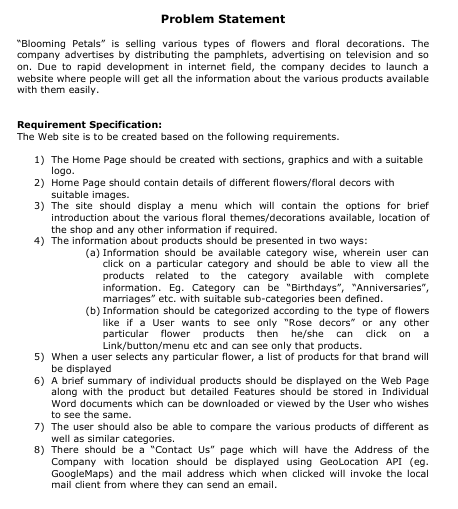 Problem Statement
“Blooming Petals” is selling various types of flowers and floral decorations. The
company advertises by distributing the pamphlets, advertising on television and so
on. Due to rapid development in internet field, the company decides to launch a
website where people will get all the information about the various products available
with them easily.
Requirement Specification:
The Web site is to be created based on the following requirements.
1) The Home Page should be created with sections, graphics and with a suitable
logo.
2) Home Page should contain details of different flowers/floral decors with
suitable images.
3) The site should display a menu which will contain the options for brief
introduction about the various floral themes/decorations available, location of
the shop and any other information if required.
4) The information about products should be presented in two ways:
(a) Information should be available category wise, wherein user can
click on a particular category and should be able to view all the
products related to the category available with complete
information. Eg. Category can be “Birthdays”, “Anniversaries”,
marriages” etc. with suitable sub-categories been defined.
(b) Information should be categorized according to the type of flowers
like if a User wants to see only “Rose decors” or any other
particular flower products then he/she can click on a
Link/button/menu etc and can see only that products.
5) When a user selects any particular flower, a list of products for that brand will
be displayed
6) A brief summary of individual products should be displayed on the Web Page
along with the product but detailed Features should be stored in Individual
Word documents which can be downloaded or viewed by the User who wishes
to see the same.
7) The user should also be able to compare the various products of different as
well as similar categories.
8) There should be a “Contact Us” page which will have the Address of the
Company with location should be displayed using GeoLocation API (eg.
GoogleMaps) and the mail address which when clicked will invoke the local
mail client from where they can send an email.